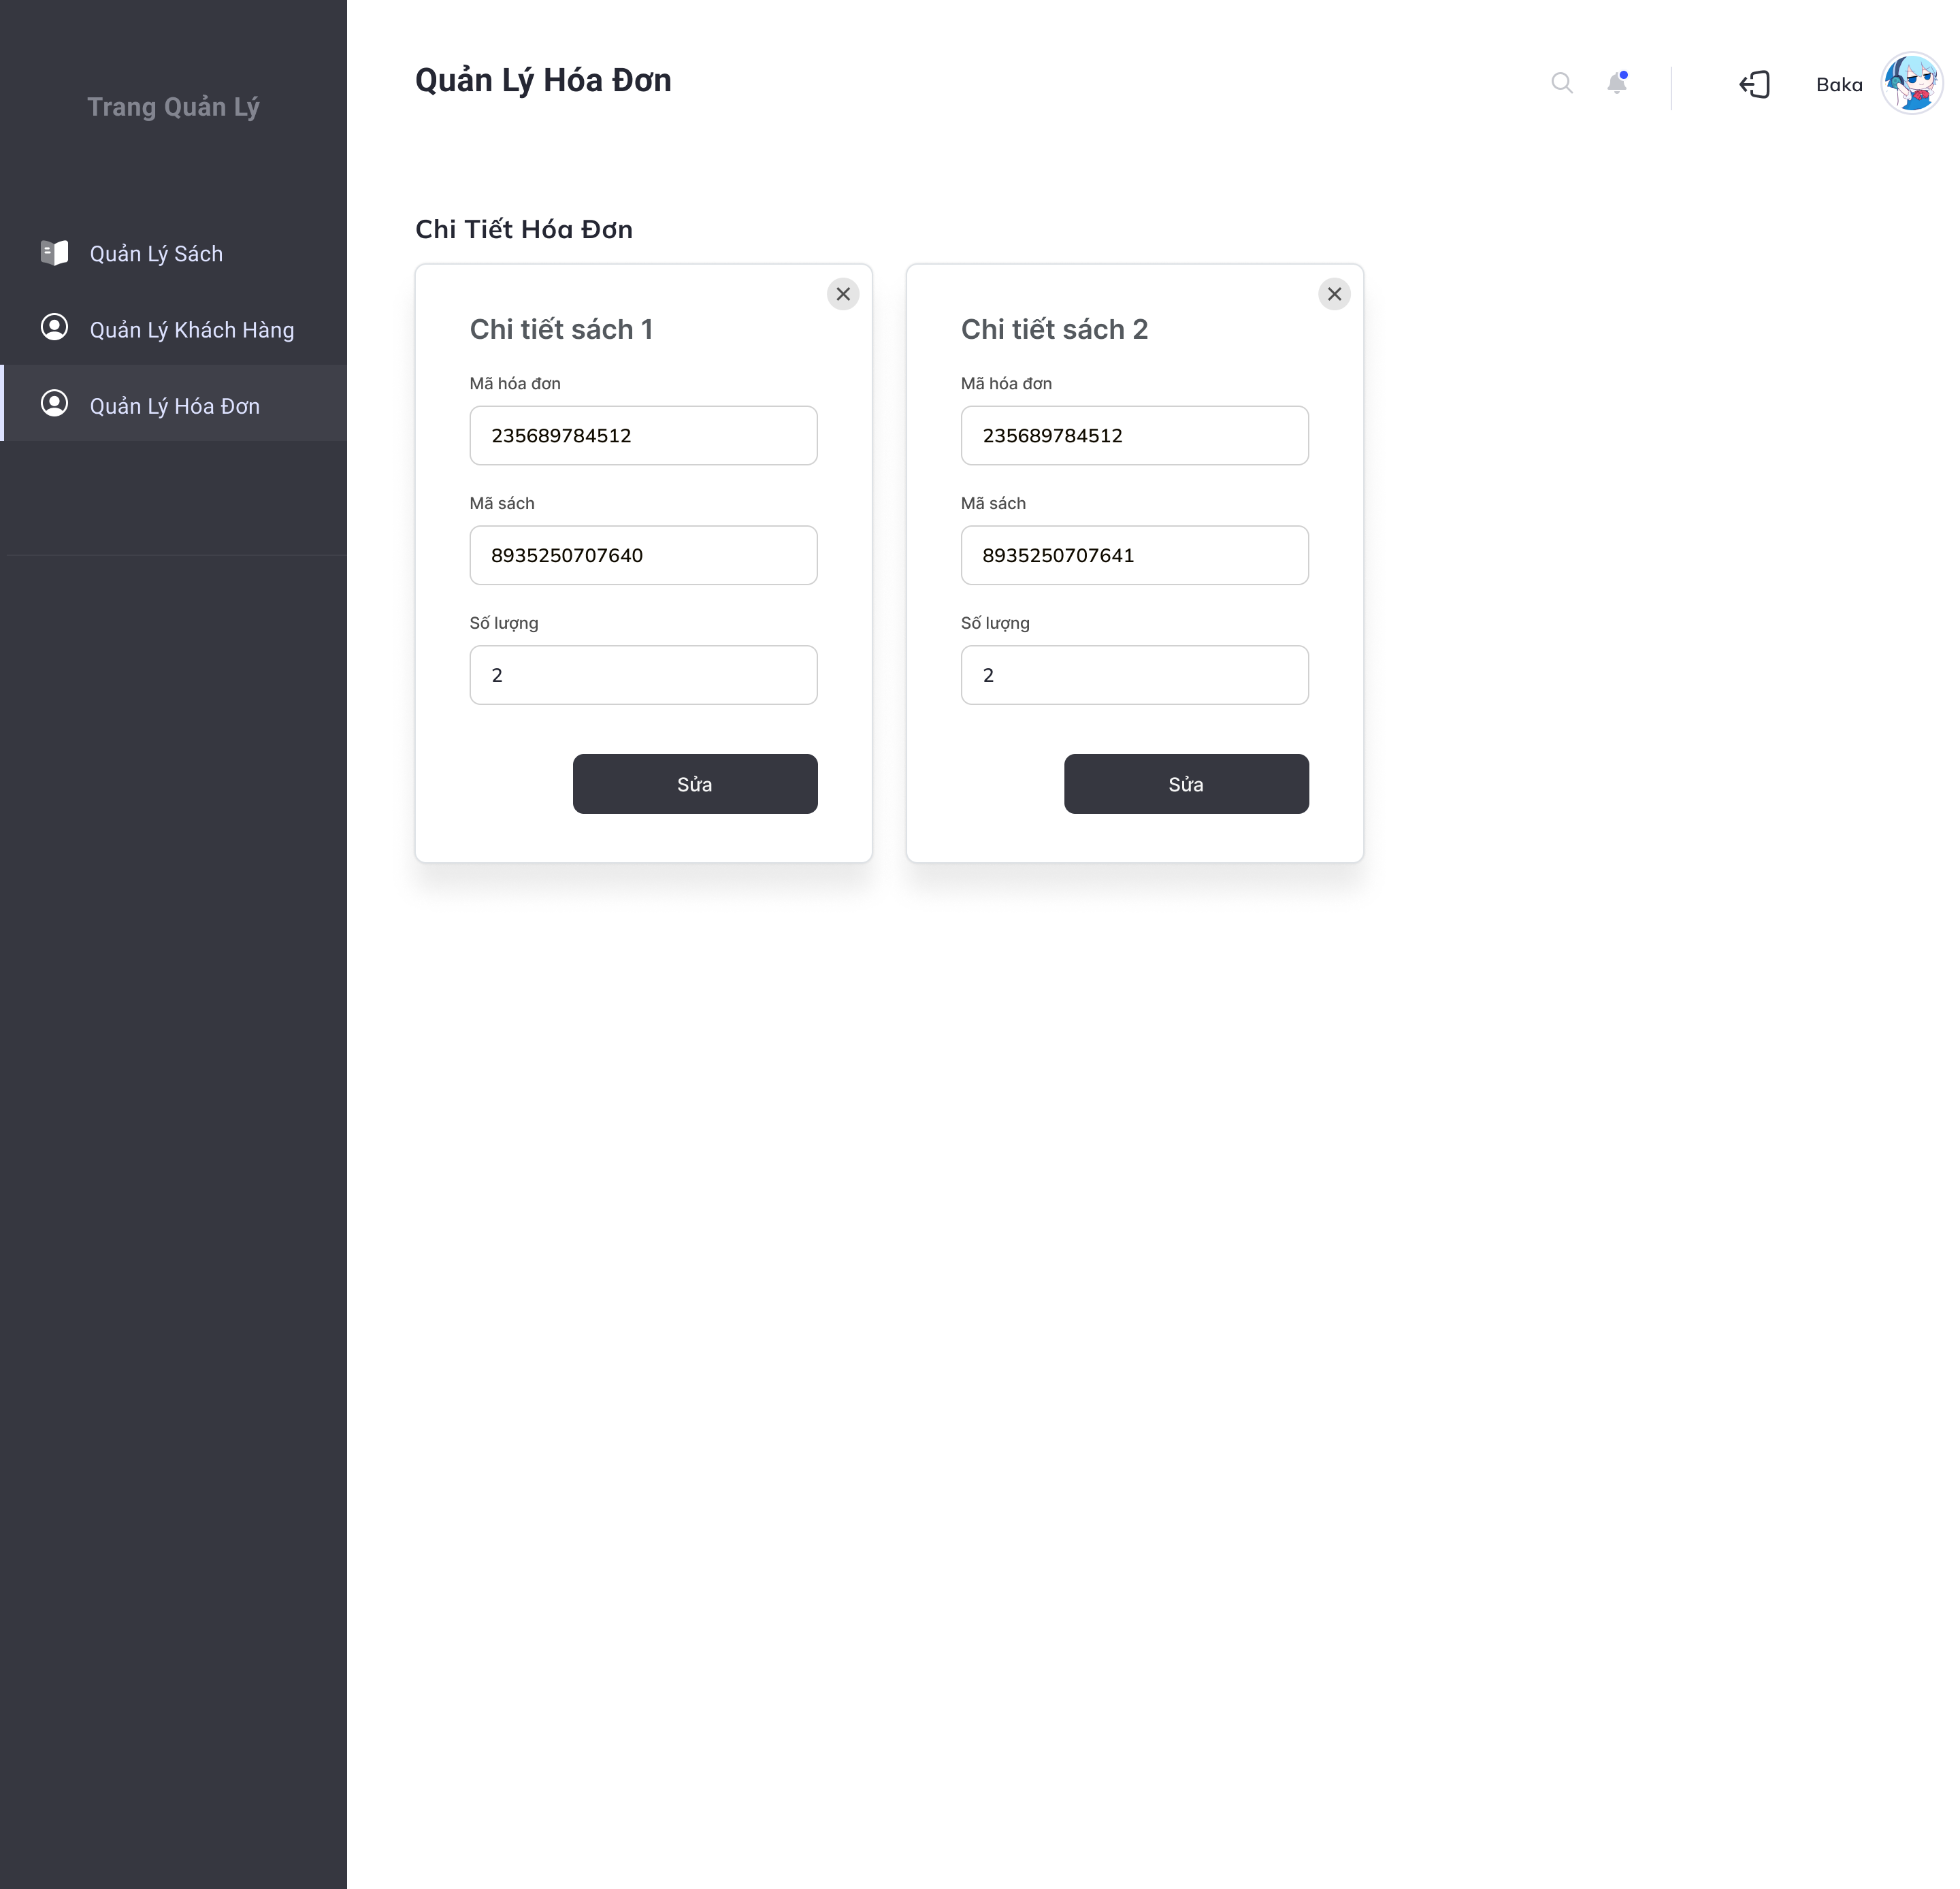 Trang Quản Lý
Quản Lý Sách
Quản Lý Khách Hàng
Quản Lý Hóa Đơn
Quản Lý Hóa Đơn
Baka
Chi Tiết Hóa Đơn
Chi tiết sách 1
Mã hóa đơn
235689784512
Mã sách
8935250707640
Số lượng
2
Sửa
Chi tiết sách 2
Mã hóa đơn
235689784512
Mã sách
8935250707641
Số lượng
2
Sửa